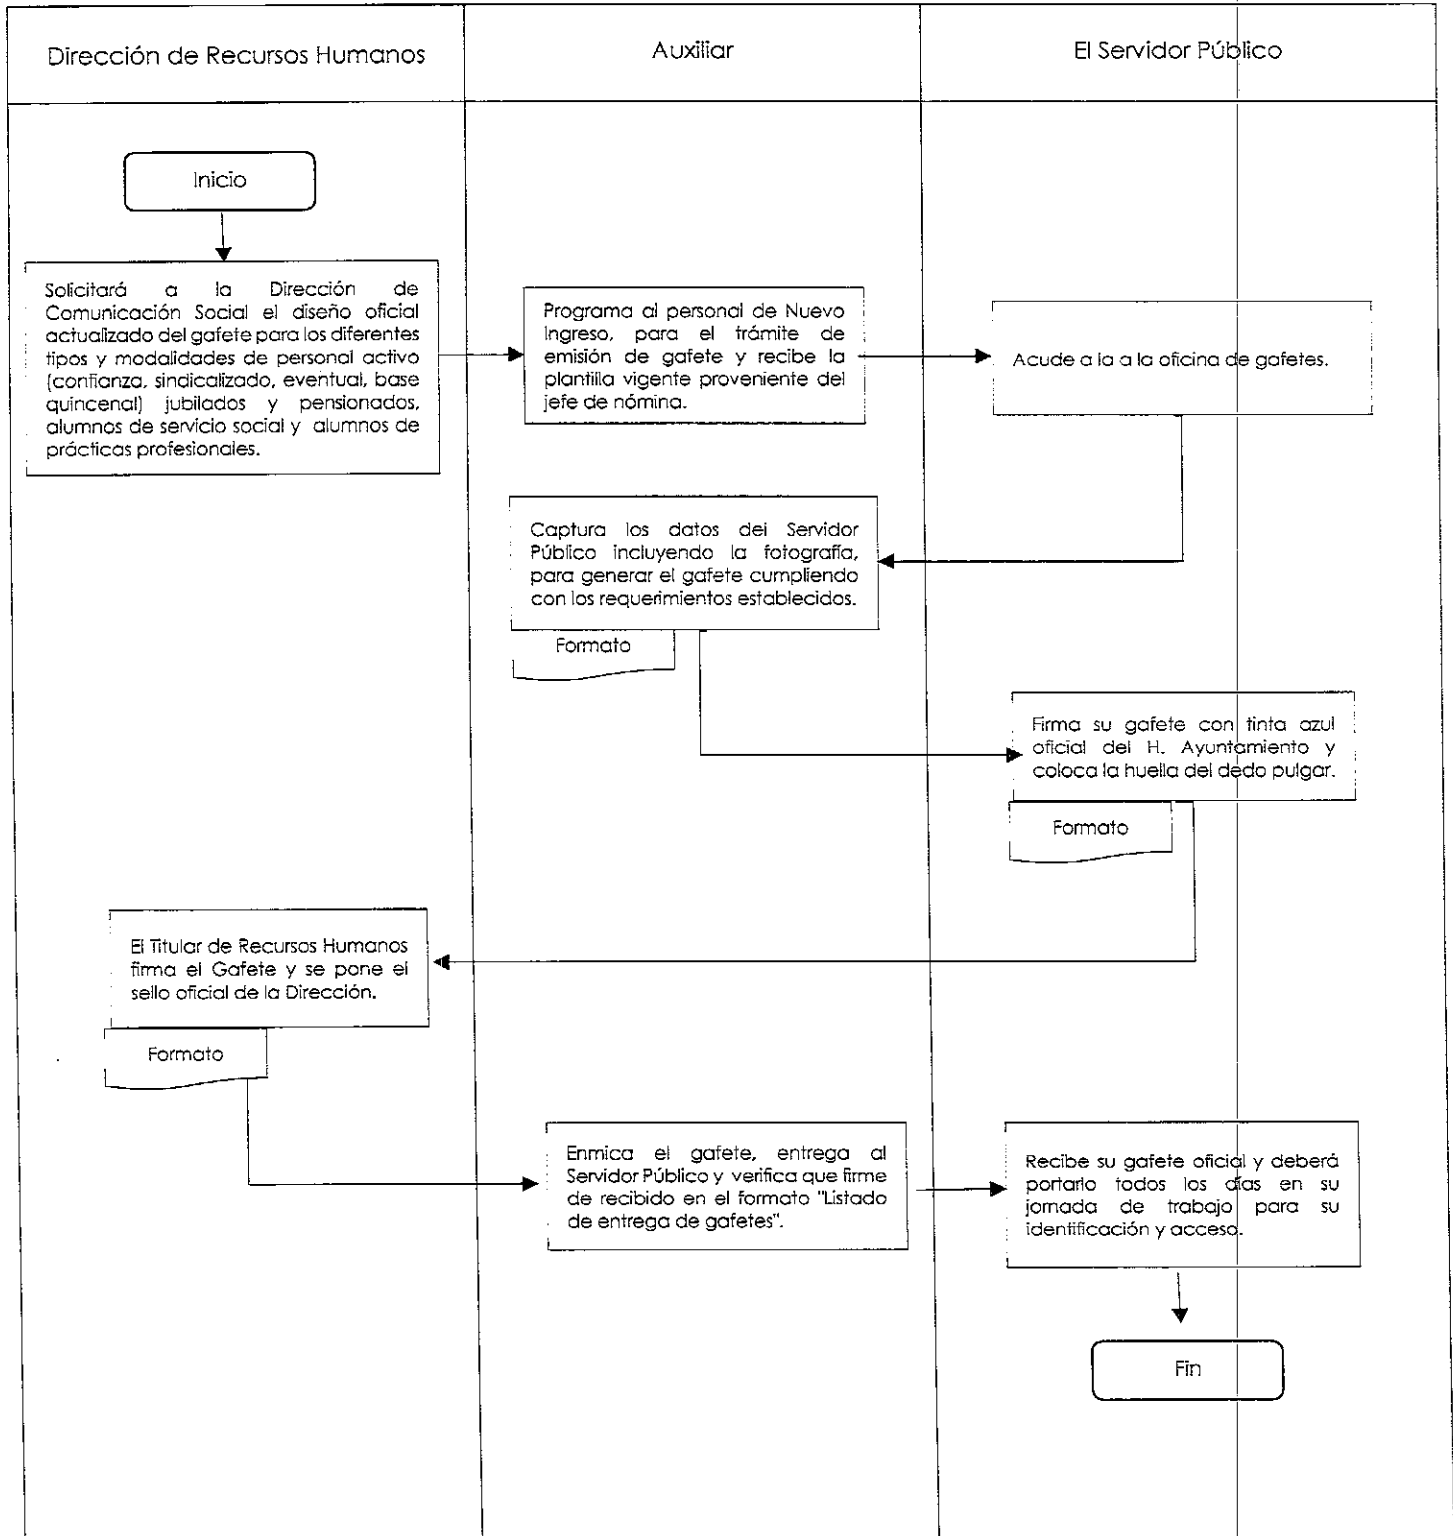 Dirección de Recursos Humanos
Auxiliar
El Servidor Público
Inicio
Solicitará a la Dirección de
Comunicación Social el diseño oficial
actualizado del gafete para los diferentes
tipos y modalidades de personal activo
(confianza, sindicalizado, eventual, base
quincenal) jubilados y pensionados,
alumnos de servicio social y alumnos de
prácticas profesionales.
Programa al personal de Nuevo
Ingreso, para el trámite de
emisión de gafete y recibe la
plantilla vigente proveniente del
jefe de nómina.
Acude a la a la oficina de gafetes.
Captura los datos del Servidor
Público incluyendo la fotografía,
para generar el gafete cumpliendo
con los requerimientos establecidos.
Formato
Firma su gafete con tinta azul
oficial del H. Ayuntamiento y
coloca la huella del dedo pulgar.
Formato
El Titular de Recursos Humanos
firma el Gafete y se pone el
sello oficial de la Dirección.
Formato
Enmica el gafete, entrega al
Servidor Público y verifica que firme
de recibido en el formato "Listado
de entrega de gafetes".
Recibe su gafete oficial y deberá
portarlo todos los días en su
jornada de trabajo para su
identificación y acceso.
Fin